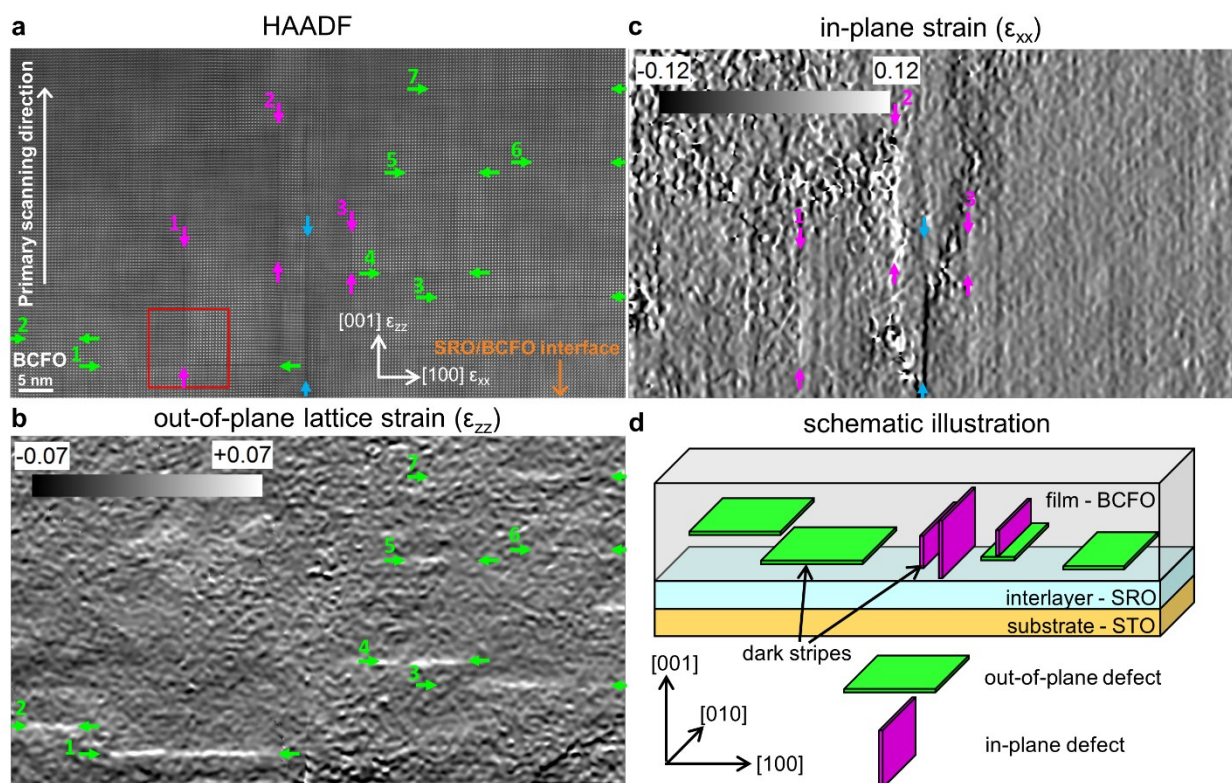 a
HAADF
Primary scanning direction
1
2
3
4
5
6
7
3
2
1
BCFO
5 nm
[001] εzz
[100] εxx
SRO/BCFO interface
b
out-of-plane lattice strain (εzz)
-0.07
+0.07
7
6
5
4
3
2
1
c
in-plane strain (εxx)
-0.12
0.12
2
1
3
d
schematic illustration
film - BCFO
interlayer - SRO
substrate - STO
dark stripes
[001]
[010]
[100]
out-of-plane defect
in-plane defect